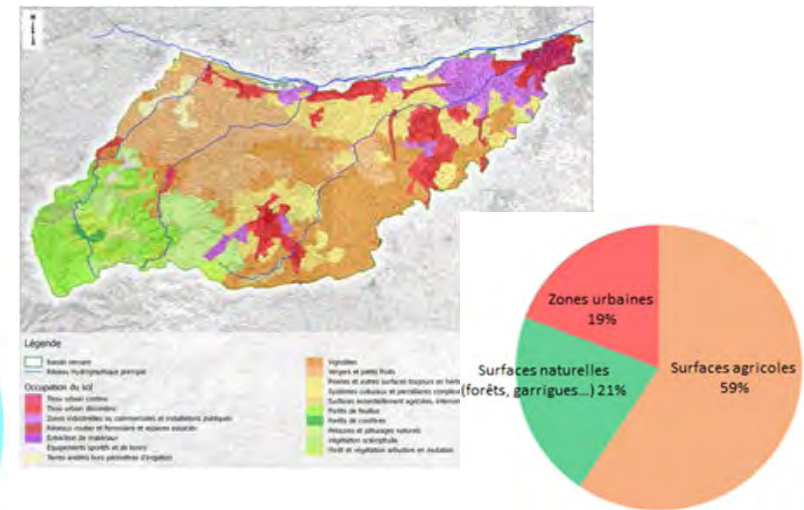 Légende
Bassin versant
Réseau Hydrographique principal
Occupation du sol
Tissu urbain continu
Tissu urbain discontinu
Zones industrielles ou commerciales et installations publiques
Réseaux routier et ferroviaire et espaces associés
Extraction de matériaux
Equipements sportifs et de loisirs
Terres arables hors périmètres d'irrigation
Vignobles
Vergers et petits fruits
Prairies et autres surfaces toujours en herbe
Systèmes culturaux et parcellaires complexes
Surfaces essentiellement agricoles,
Forêts de feuillus
Forêts de conifères
Pelouses et pâturages naturels
Végétation sclérophylle
Forêt et végétation arbustive en mutation
Zones urbaines
19%
Surfaces naturelles
(forêts, garrigues...) 21%
Surfaces agricoles
59%